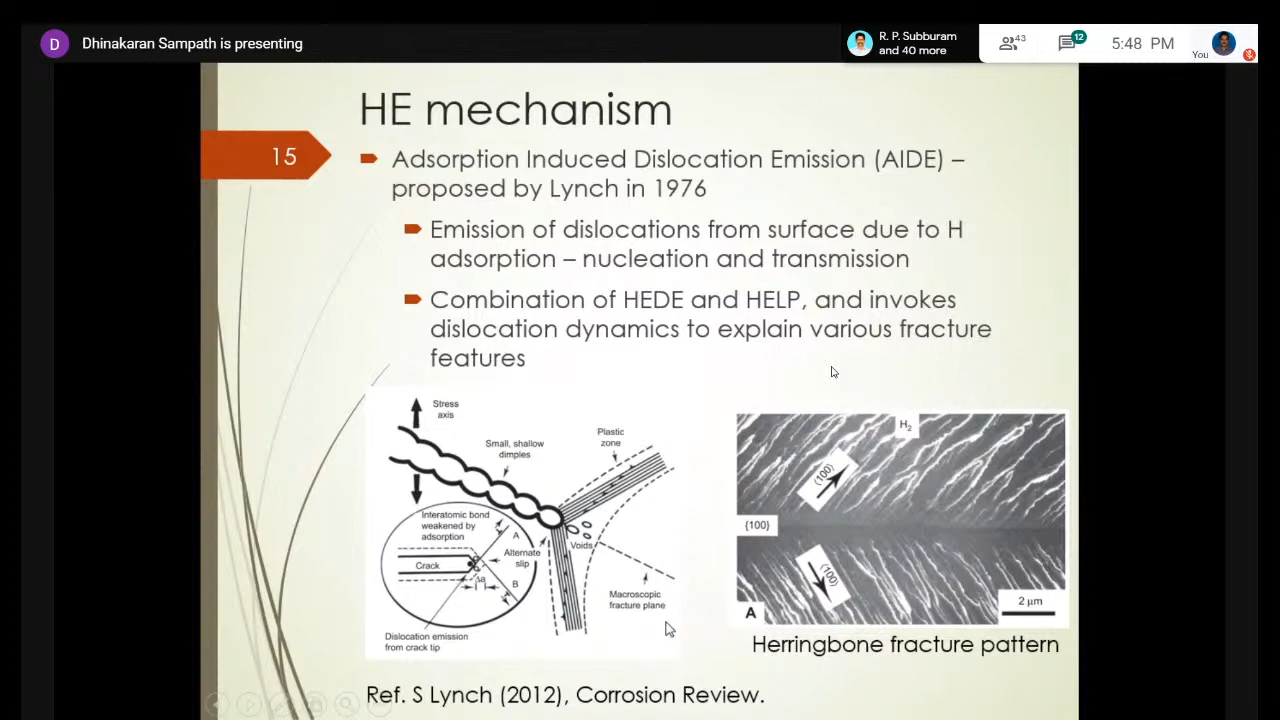 D
Dhinakaran Sampath is presenting
R. P. Subburam
and 40 more
43
12
5:48 PM
You
HE mechanism
15
Adsorption Induced Dislocation Emission (AIDE) –
proposed by Lynch in 1976
Emission of dislocations from surface due to H
adsorption – nucleation and transmission
Combination of HEDE and HELP, and invokes
dislocation dynamics to explain various fracture
features
Stress
axis
Small, shallow
dimples
Plastic
zone
Interatomic bond
weakened by
adsorption
A
Alternate
slip
Voids
Crack
Δa
B
Macroscopic
fracture plane
Dislocation emission
from crack tip
H₂
⟨100⟩
{100}
⟨100⟩
A
2 μm
Herringbone fracture pattern
Ref. S Lynch (2012), Corrosion Review.